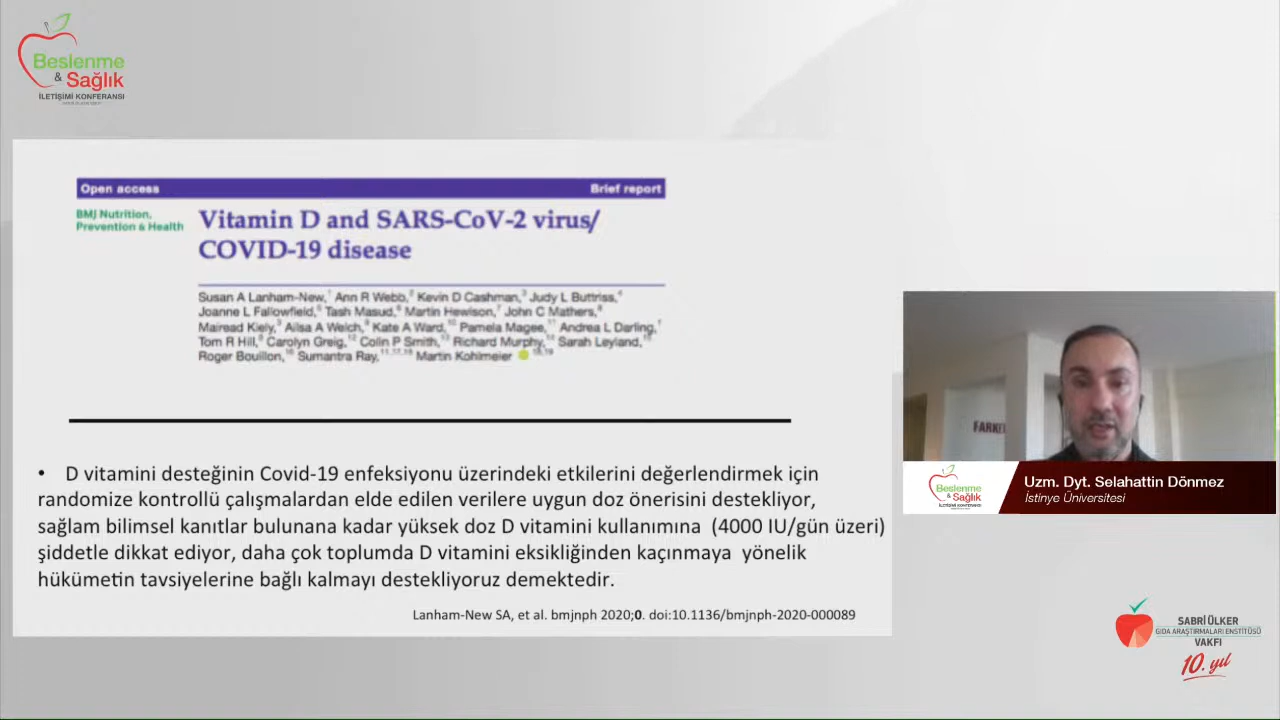 Beslenme
& Sağlık
İLETİŞİMİ KONFERANSI
Open access
Brief report
BMJ Nutrition,
Prevention & Health
Vitamin D and SARS-CoV-2 virus/
COVID-19 disease
Susan A Lanham-New, Ann R Webb, Kevin D Cashman, Judy L Buttriss,
Joanne L Fallowfield, Tash Masud, Martin Hewison, John C Mathers,
Mairead Kiely, Ailsa A Welch, Kate A Ward, Pamela Magee, Andrea L Darling,
Tom R Hill, Carolyn Greig, Colin P Smith, Richard Murphy, Sarah Leyland,
Roger Bouillon, Sumantra Ray, Martin Kohlmeier
• D vitamini desteğinin Covid-19 enfeksiyonu üzerindeki etkilerini değerlendirmek için
randomize kontrollü çalışmalardan elde edilen verilere uygun doz önerisini destekliyor,
sağlam bilimsel kanıtlar bulunana kadar yüksek doz D vitamini kullanımına (4000 IU/gün üzeri)
şiddetle dikkat ediyor, daha çok toplumda D vitamini eksikliğinden kaçınmaya yönelik
hükümetin tavsiyelerine bağlı kalmayı destekliyoruz demektedir.
Lanham-New SA, et al. bmjnph 2020;0. doi:10.1136/bmjnph-2020-000089
Beslenme
& Sağlık
İLETİŞİMİ KONFERANSI
Uzm. Dyt. Selahattin Dönmez
İstinye Üniversitesi
SABRİ ÜLKER
GIDA ARAŞTIRMALARI ENSTİTÜSÜ
VAKFI
10. yıl